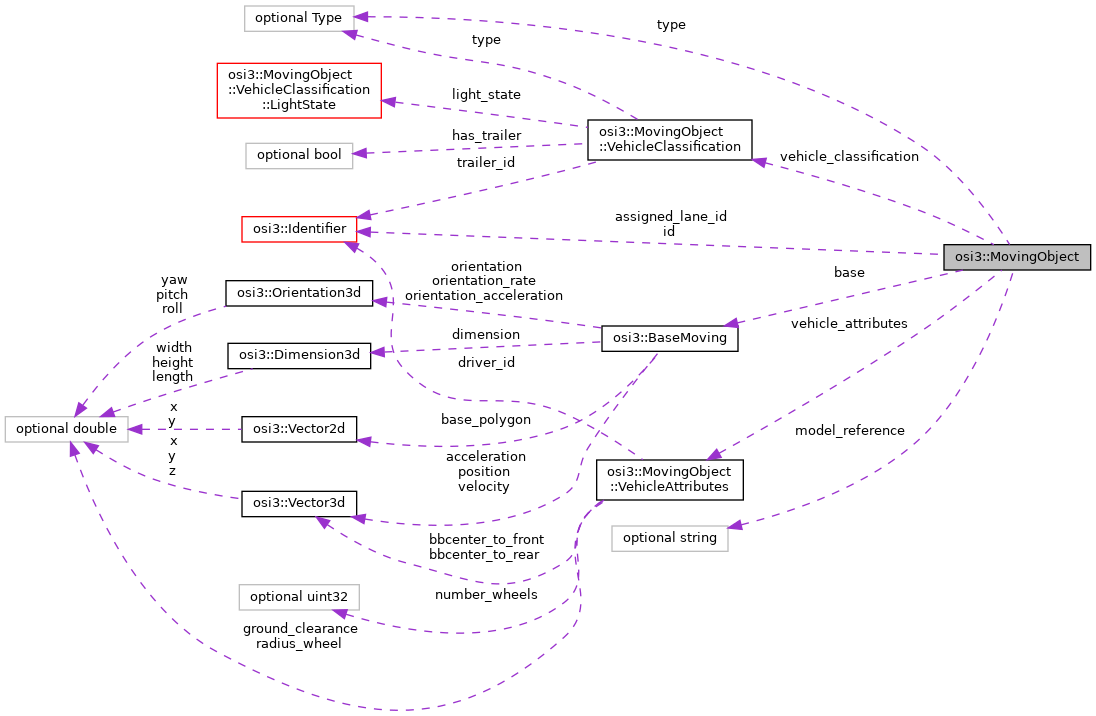 optional Type
type
type
osi3::MovingObject
::VehicleClassification
::LightState
light_state
osi3::MovingObject
::VehicleClassification
has_trailer
optional bool
trailer_id
vehicle_classification
osi3::Identifier
assigned_lane_id
id
osi3::MovingObject
base
orientation
orientation_rate
orientation_acceleration
yaw
pitch
roll
osi3::Orientation3d
vehicle_attributes
dimension
osi3::BaseMoving
width
height
length
osi3::Dimension3d
driver_id
x
y
optional double
osi3::Vector2d
base_polygon
model_reference
x
y
z
acceleration
position
velocity
osi3::MovingObject
::VehicleAttributes
osi3::Vector3d
bbcenter_to_front
bbcenter_to_rear
optional string
optional uint32
number_wheels
ground_clearance
radius_wheel